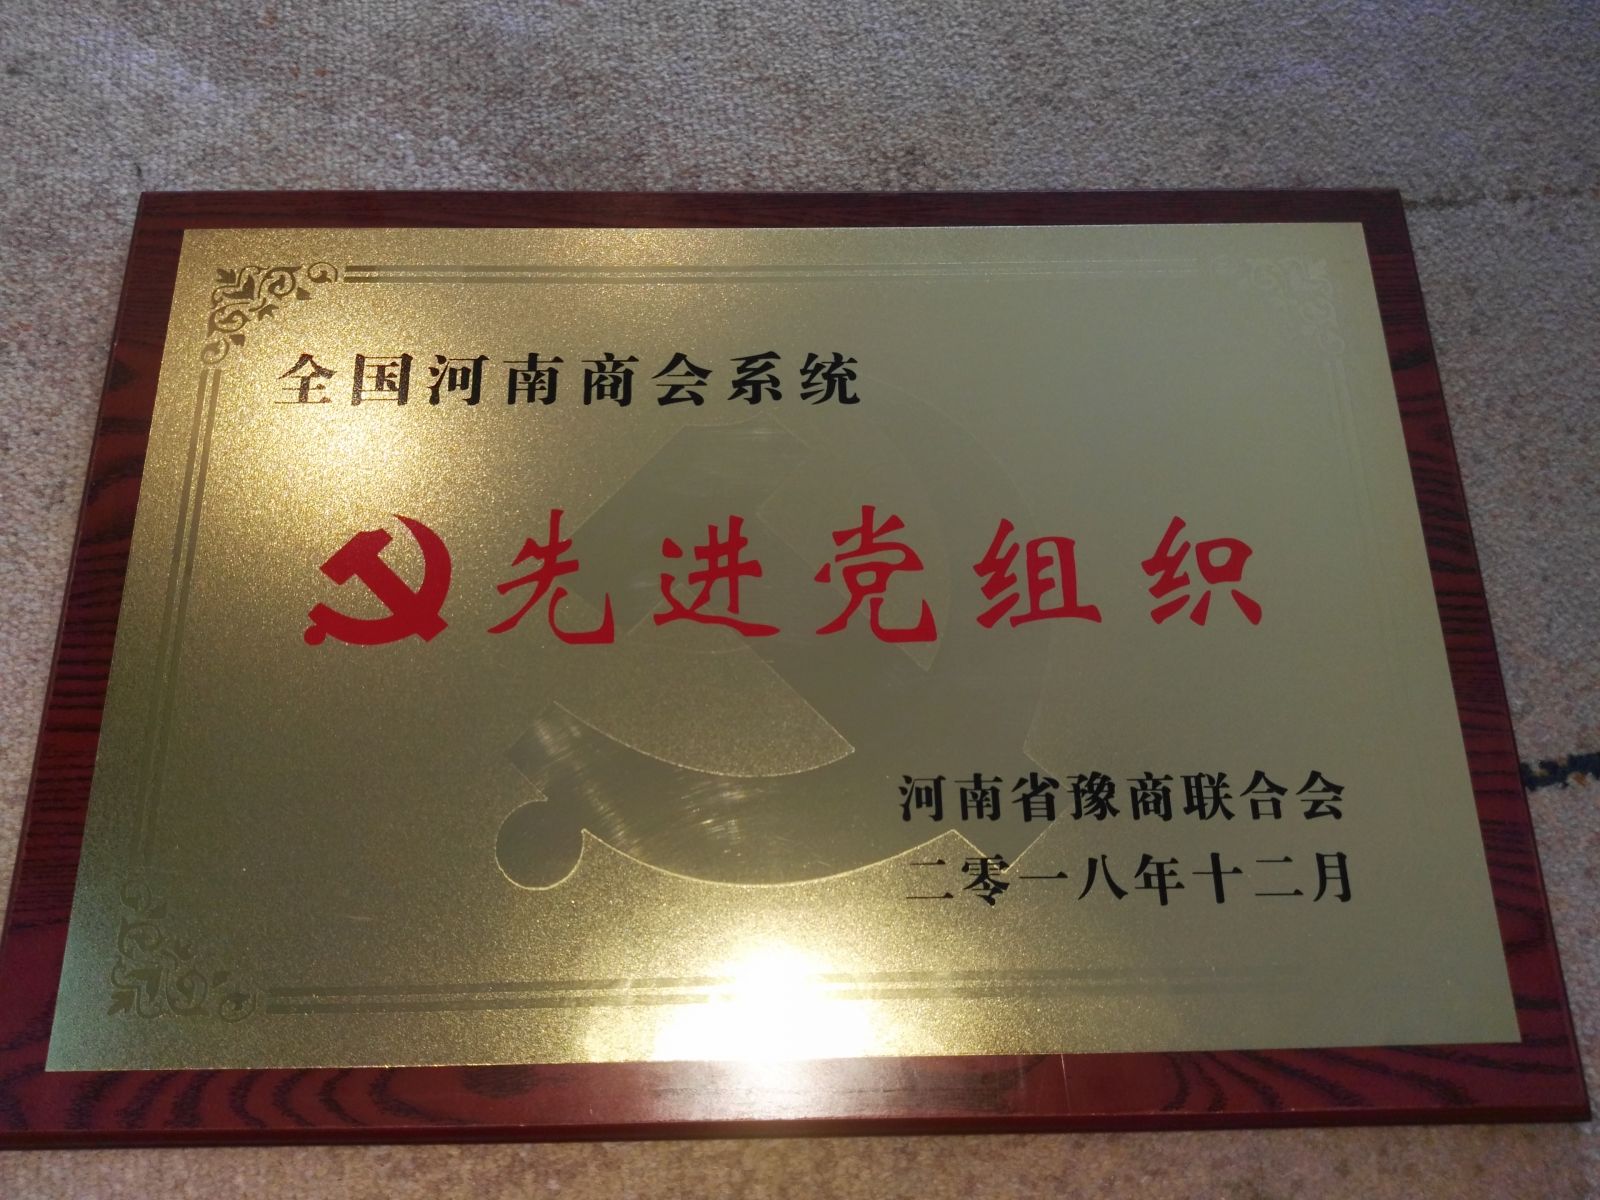 全国河南商会系统
先进党组织
河南省豫商联合会
二零一八年十二月